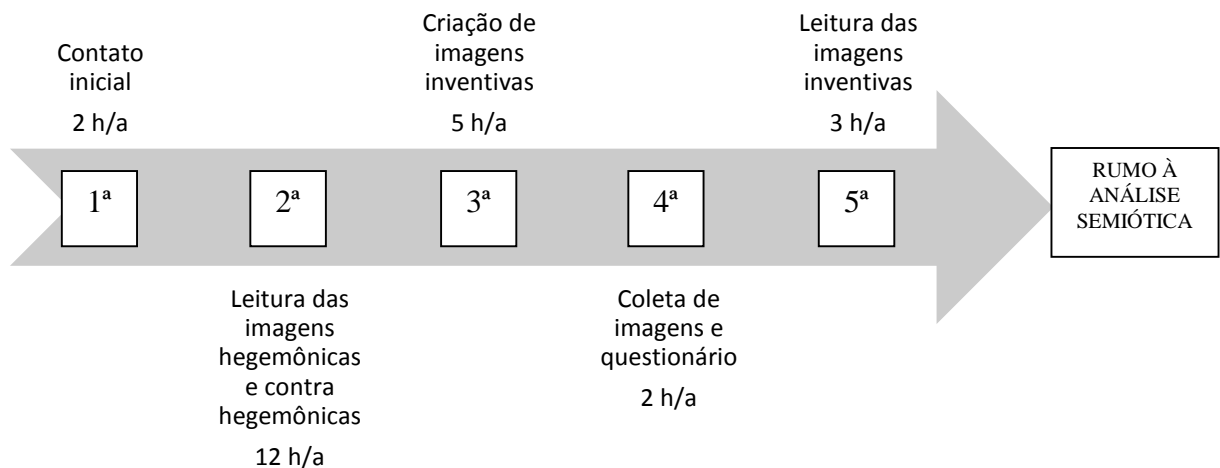 Contato
inicial
2 h/a
1ª
Leitura das
imagens
hegemônicas
e contra
hegemônicas
12 h/a
2ª
Criação de
imagens
inventivas
5 h/a
3ª
Coleta de
imagens e
questionário
2 h/a
4ª
Leitura das
imagens
inventivas
3 h/a
5ª
RUMO À
ANÁLISE
SEMIÓTICA